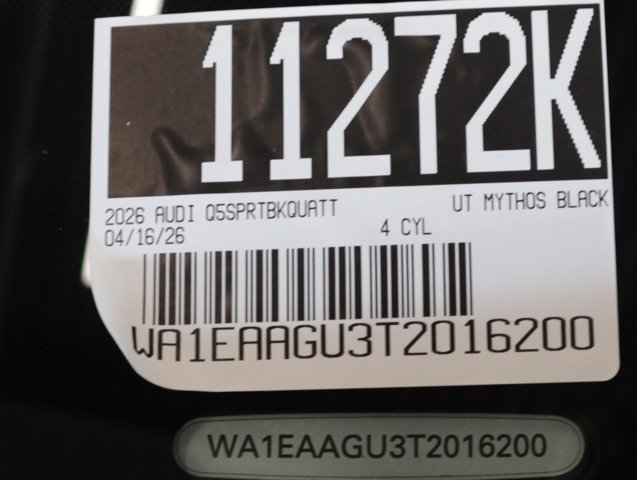 11272K
2026 AUDI Q5SPRTBKQUATT UT MYTHOS BLACK
04/16/26 4 CYL
WA1EAAGU3T2016200
WA1EAAGU3T2016200